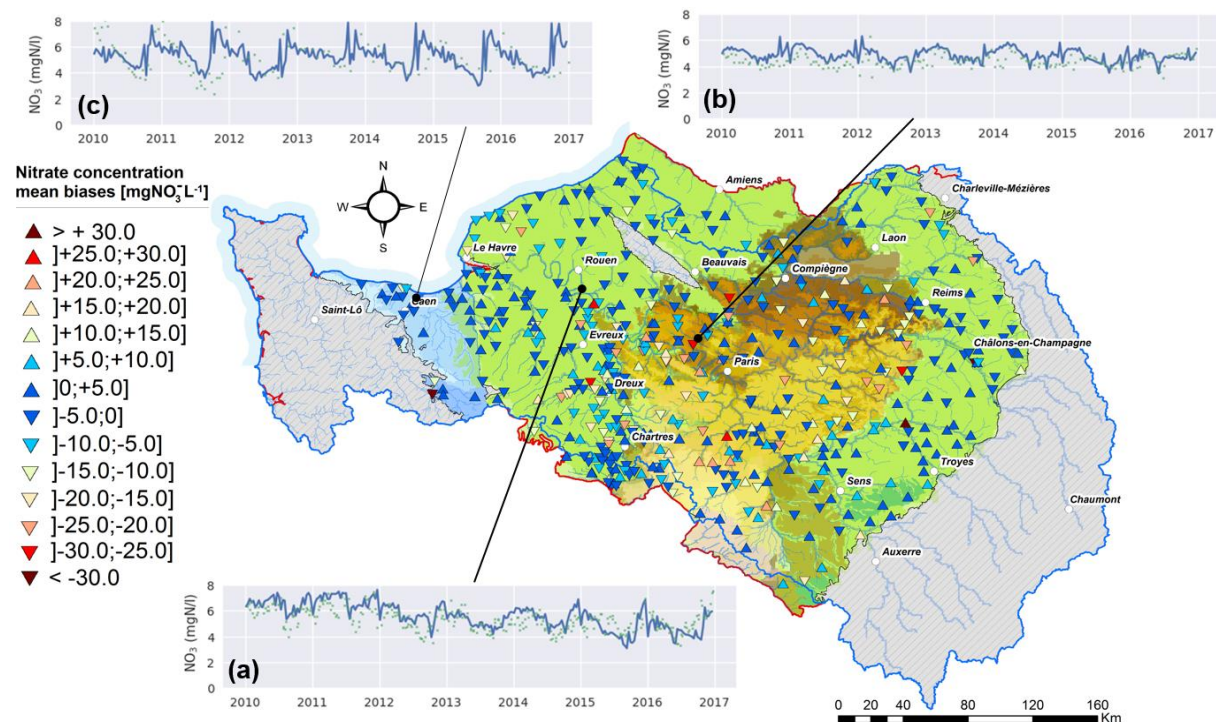 (c)
NO3 (mgN/l)
8
6
4
2
0
2010 2011 2012 2013 2014 2015 2016 2017
(b)
NO3 (mgN/l)
8
6
4
2
0
2010 2011 2012 2013 2014 2015 2016 2017
Nitrate concentration
mean biases [mgNO3- L-1]
> + 30.0
]+25.0;+30.0]
]+20.0;+25.0]
]+15.0;+20.0]
]+10.0;+15.0]
]+5.0;+10.0]
]0;+5.0]
]-5.0;0]
]-10.0;-5.0]
]-15.0;-10.0]
]-20.0;-15.0]
]-25.0;-20.0]
]-30.0;-25.0]
< -30.0
N
W E
S
Amiens
Charleville-Mézières
Le Havre
Laon
Rouen
Beauvais
Compiègne
Caen
Reims
Saint-Lô
Evreux
Châlons-en-Champagne
Paris
Dreux
Chartres
Troyes
Sens
Chaumont
Auxerre
(a)
NO3 (mgN/l)
8
6
4
2
0
2010 2011 2012 2013 2014 2015 2016 2017
0 10 20 40 80 120 160
Km